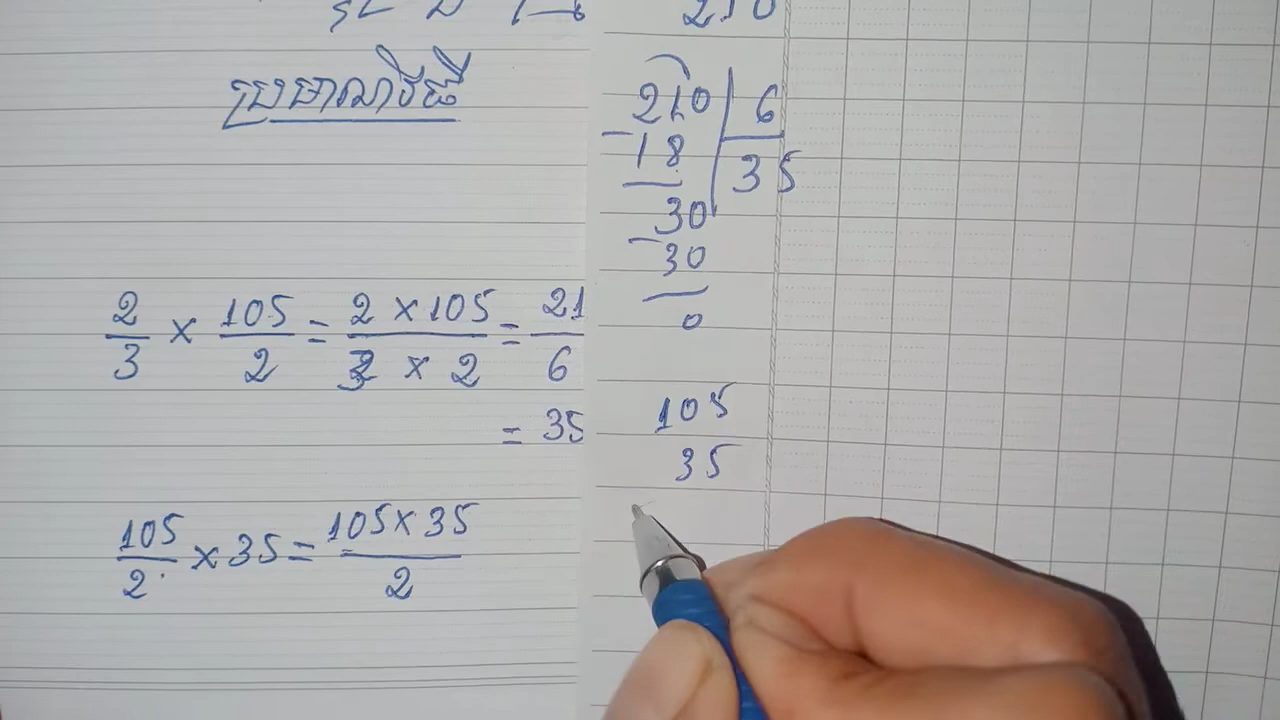 210
ប្រមាណវិធី
210 | 6
- 18 | 35
30
- 30
0
2/3 × 105/2 = 2 × 105 / 3 × 2 = 21/6
= 35
105
35
105/2 × 35 = 105 × 35 / 2